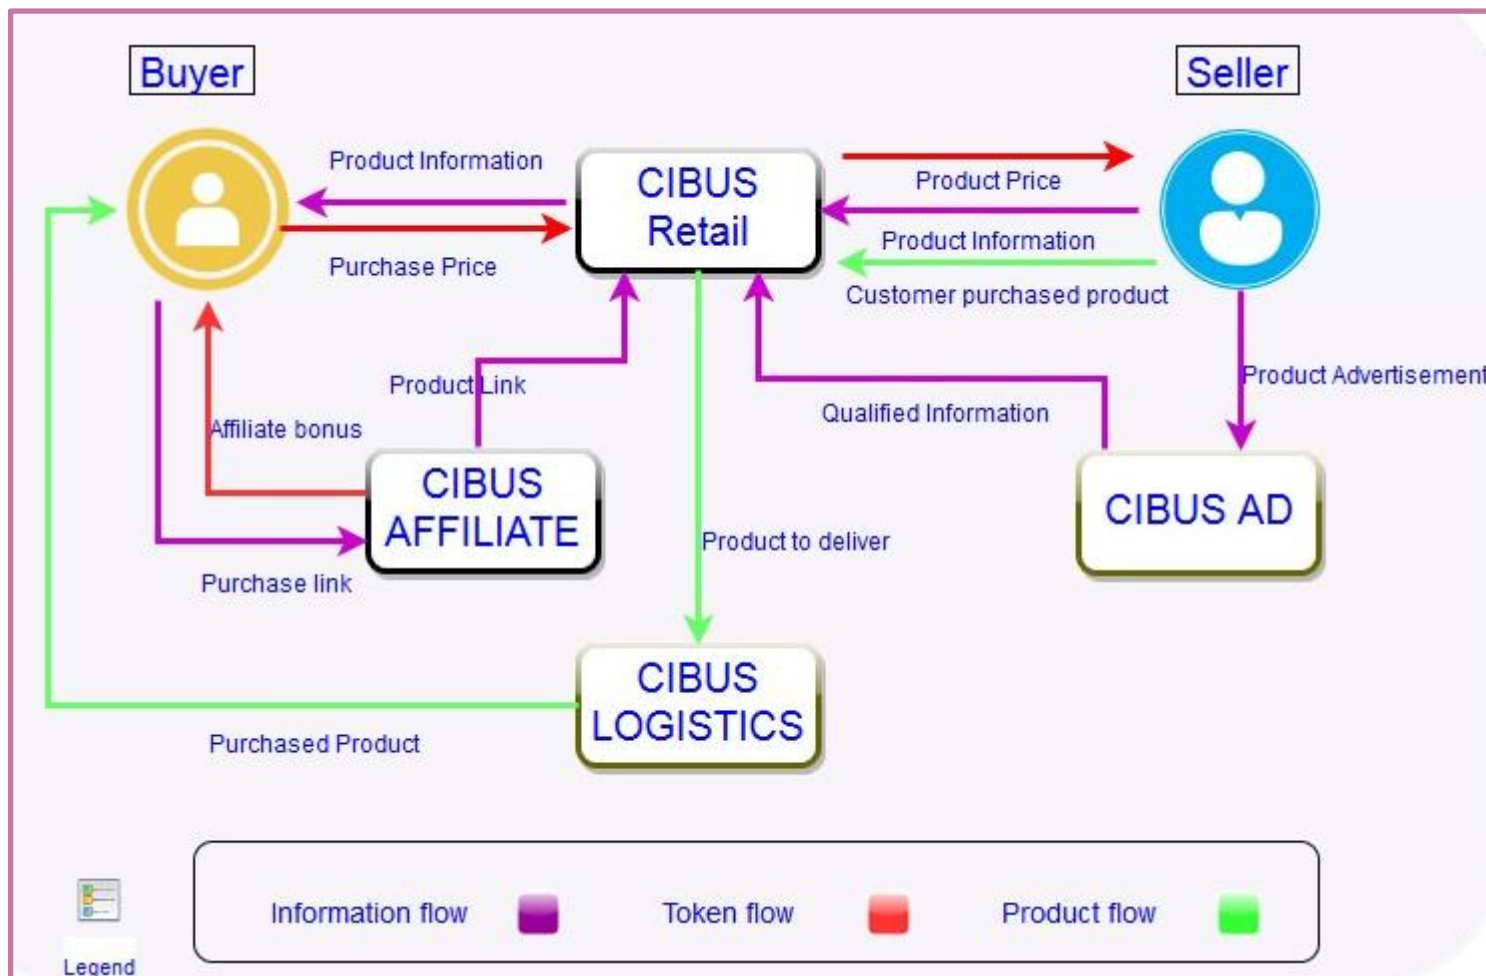 Buyer
Seller
Product Information
CIBUS
Retail
Product Price
Purchase Price
Product Information
Customer purchased product
Product Link
Product Advertisement
Affiliate bonus
Qualified Information
CIBUS
AFFILIATE
CIBUS AD
Product to deliver
Purchase link
CIBUS
LOGISTICS
Purchased Product
Information flow
Token flow
Product flow
Legend